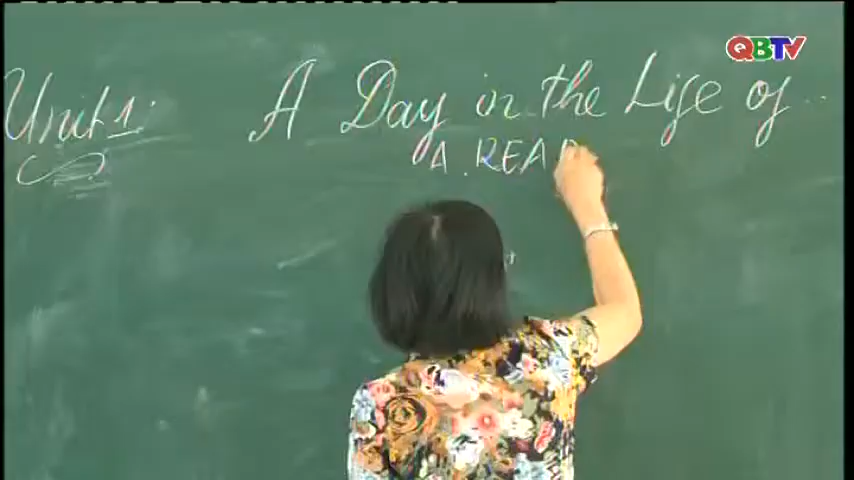 QBTV
Unit 1: A Day in the Life of ...
A. READ